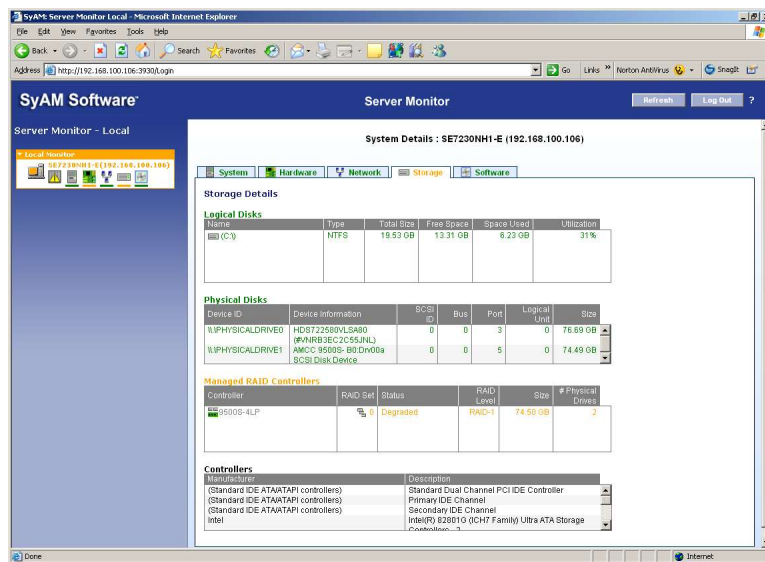 SyAM: Server Monitor Local - Microsoft Internet Explorer
File Edit View Favorites Tools Help
Back Search Favorites
Address http://192.168.100.106:3930/Login Go Links » Norton AntiVirus SnagIt
SyAM Software Server Monitor Refresh Log Out ?
Server Monitor - Local
System Details : SE7230NH1-E (192.168.100.106)
Local Monitor
SE7230NH1-E(192.168.100.106)
System Hardware Network Storage Software
Storage Details
Logical Disks
Name Type Total Size Free Space Space Used Utilization
(C:\) NTFS 19.53 GB 13.31 GB 6.23 GB 31%
Physical Disks
Device ID Device Information SCSI ID Bus Port Logical Unit Size
\\.\PHYSICALDRIVE0 HDS722580VLSA80 0 0 3 0 76.69 GB
(#VNRB3EC2C55JNL)
\\.\PHYSICALDRIVE1 AMCC 9500S- B0:Drv00a 0 0 5 0 74.49 GB
SCSI Disk Device
Managed RAID Controllers
Controller RAID Set Status RAID Level Size # Physical Drives
9500S-4LP 0 Degraded RAID-1 74.50 GB 2
Controllers
Manufacturer Description
(Standard IDE ATA/ATAPI controllers) Standard Dual Channel PCI IDE Controller
(Standard IDE ATA/ATAPI controllers) Primary IDE Channel
(Standard IDE ATA/ATAPI controllers) Secondary IDE Channel
Intel Intel(R) 82801G (ICH7 Family) Ultra ATA Storage
Controllers - 2
Done Internet